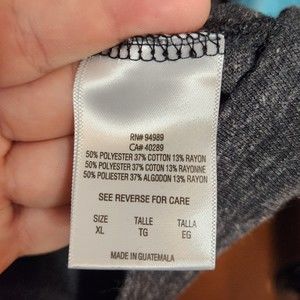 RN# 94989
CA# 40289
50% POLYESTER 37% COTTON 13% RAYON
50% POLYESTER 37% COTON 13% RAYONNE
50% POLIESTER 37% ALGODON 13% RAYON
SEE REVERSE FOR CARE
SIZE TALLE TALLA
XL TG EG
MADE IN GUATEMALA